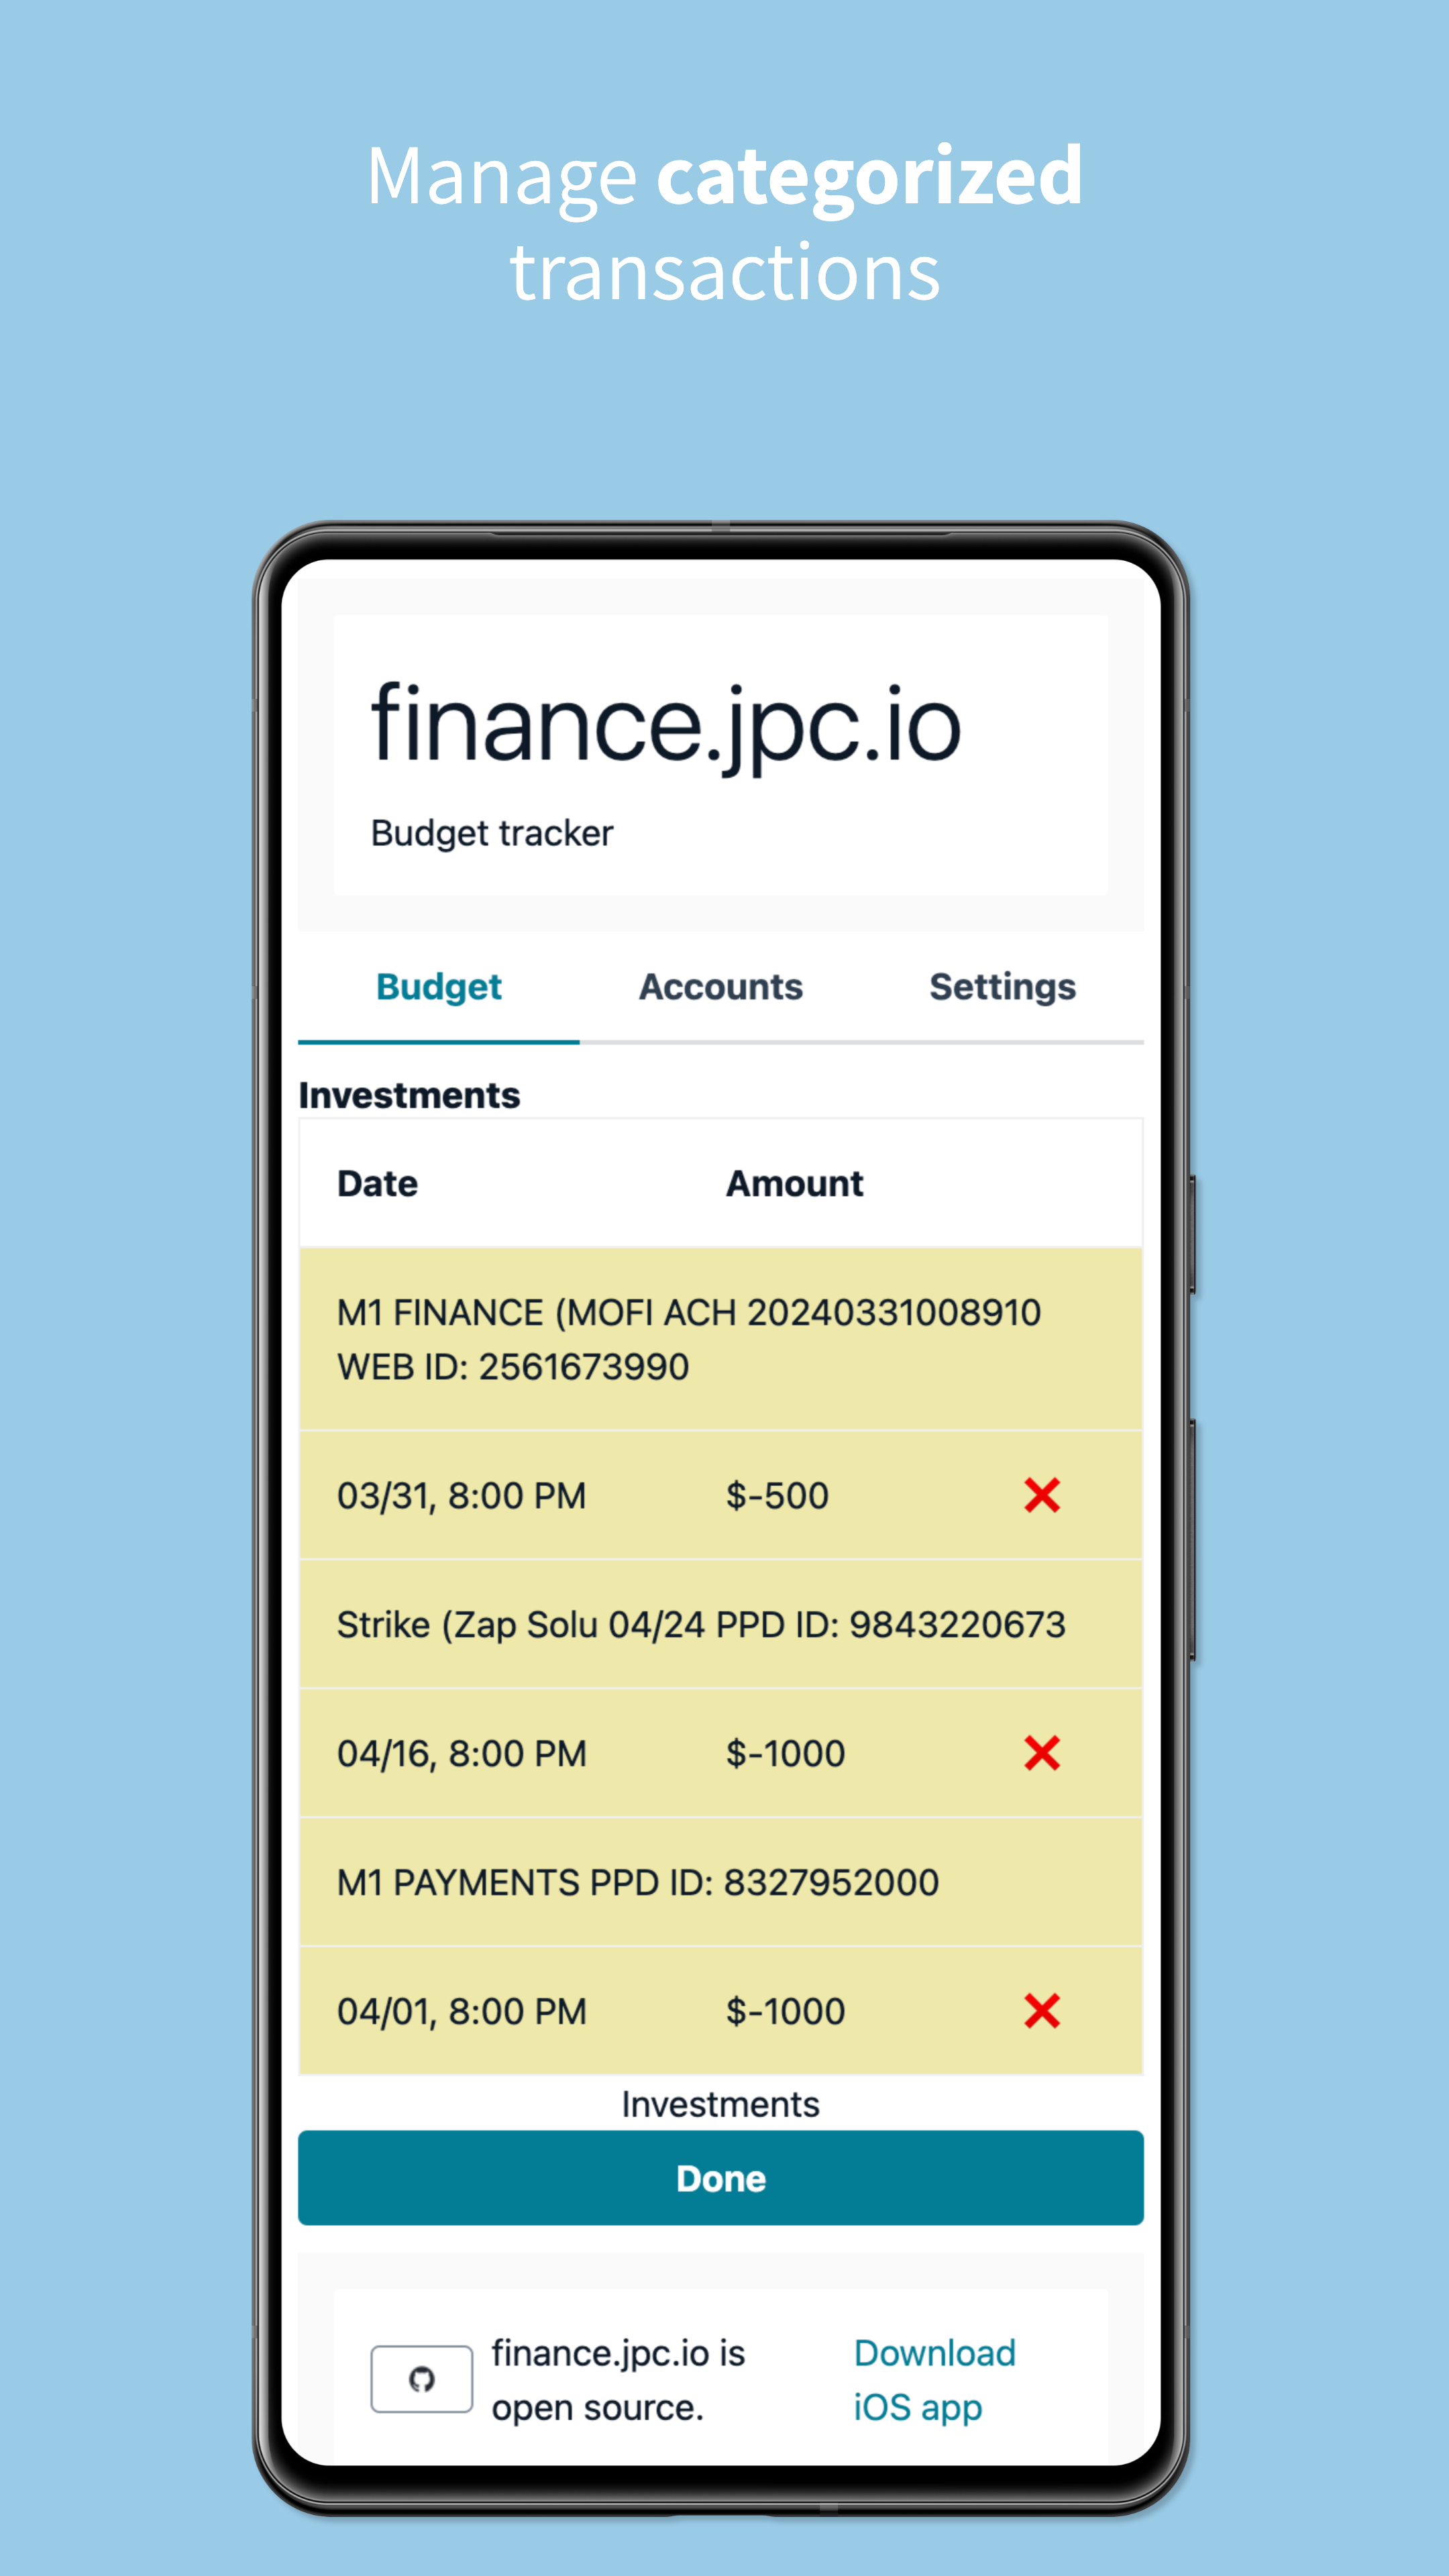 Manage categorized
transactions
finance.jpc.io
Budget tracker
Budget Accounts Settings
Investments
Date Amount
M1 FINANCE (MOFI ACH 20240331008910
WEB ID: 2561673990
03/31, 8:00 PM $-500 ❌
Strike (Zap Solu 04/24 PPD ID: 9843220673
04/16, 8:00 PM $-1000 ❌
M1 PAYMENTS PPD ID: 8327952000
04/01, 8:00 PM $-1000 ❌
Investments
Done
finance.jpc.io is
open source.
Download
iOS app